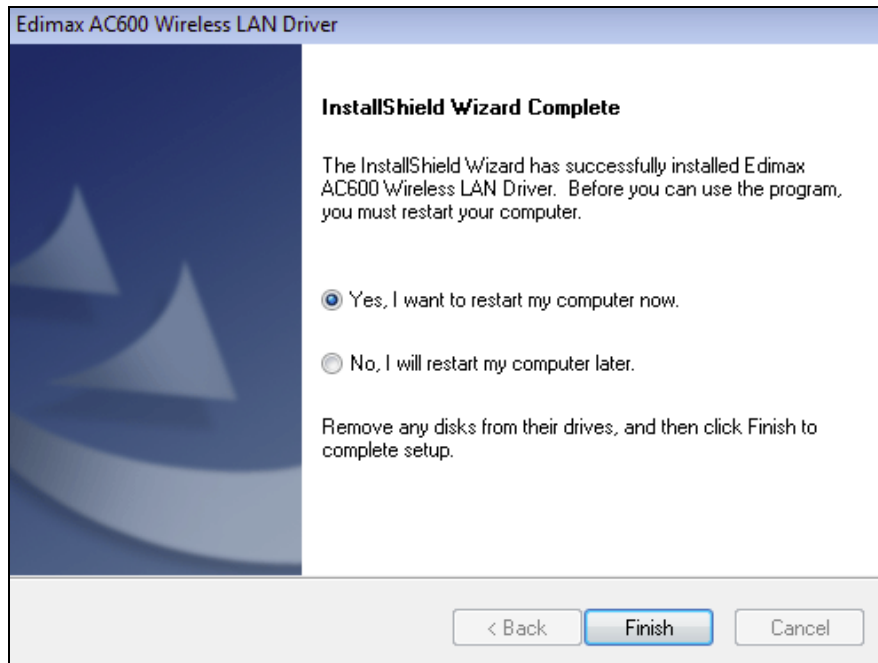 Edimax AC600 Wireless LAN Driver
InstallShield Wizard Complete
The InstallShield Wizard has successfully installed Edimax
AC600 Wireless LAN Driver. Before you can use the program,
you must restart your computer.
Yes, I want to restart my computer now.
No, I will restart my computer later.
Remove any disks from their drives, and then click Finish to
complete setup.
< Back Finish Cancel